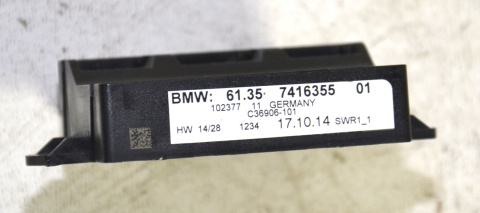 BMW: 61.35· 7416355 01
102377 11 GERMANY
C36906-101
HW 14/28 1234 17.10.14 SWR1_1